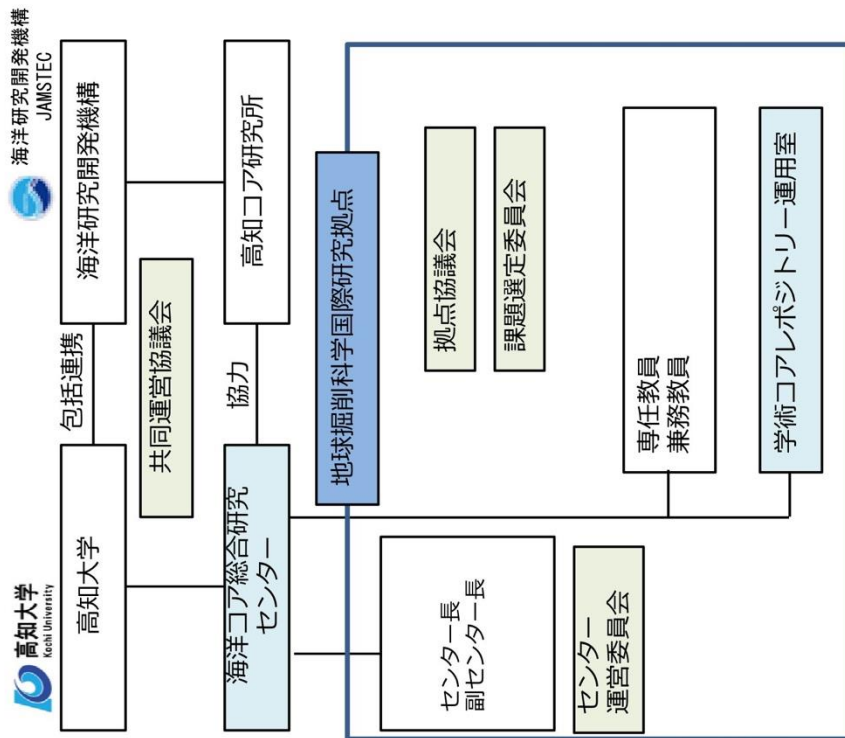 高知大学
Kochi University
海洋研究開発機構
JAMSTEC
高知大学
包括連携
海洋研究開発機構
共同運営協議会
海洋コア総合研究
センター
協力
高知コア研究所
地球掘削科学国際研究拠点
センター長
副センター長
拠点協議会
課題選定委員会
センター
運営委員会
専任教員
兼務教員
学術コアレポジトリー運用室